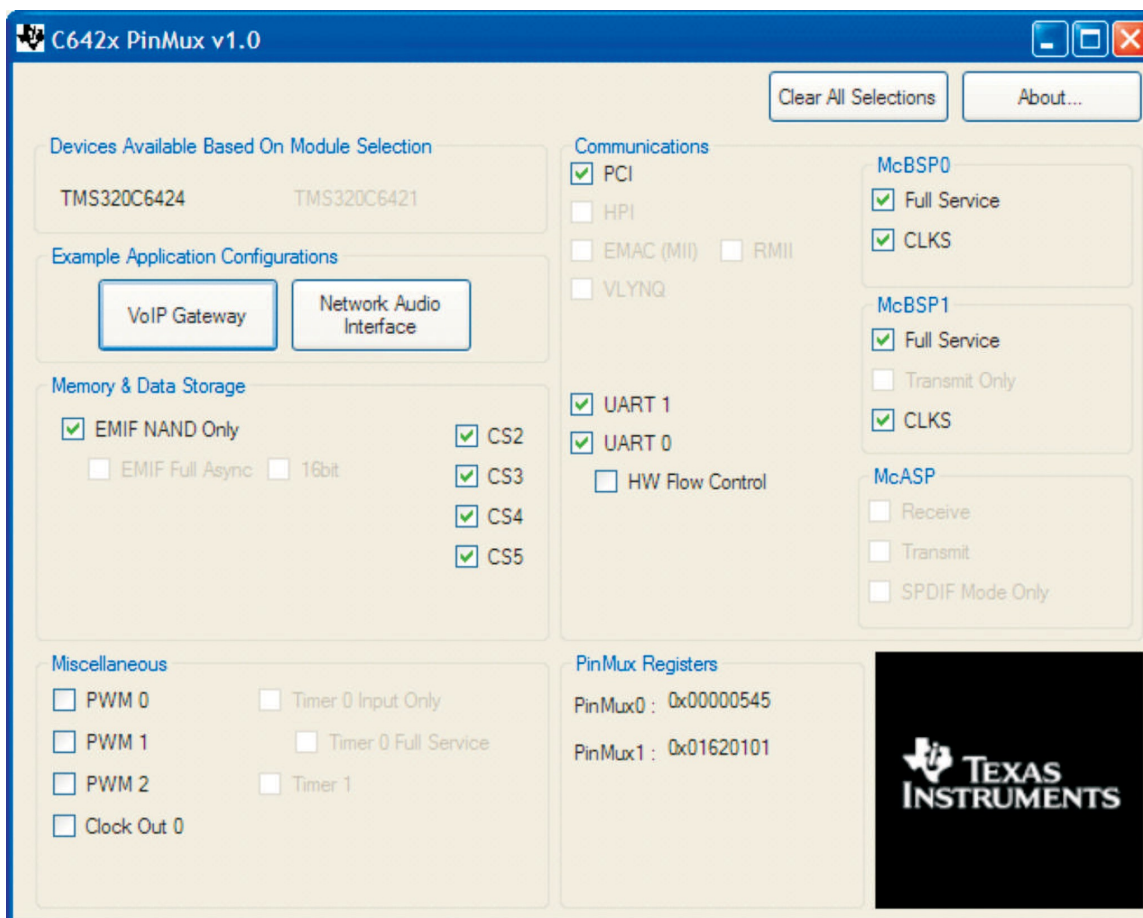 C642x PinMux v1.0
Clear All Selections
About...
Devices Available Based On Module Selection
TMS320C6424
TMS320C6421
Example Application Configurations
VoIP Gateway
Network Audio
Interface
Memory & Data Storage
EMIF NAND Only
EMIF Full Async
16bit
CS2
CS3
CS4
CS5
Communications
PCI
HPI
EMAC (MII)
RMII
VLYNQ
UART 1
UART 0
HW Flow Control
McBSP0
Full Service
CLKS
McBSP1
Full Service
Transmit Only
CLKS
McASP
Receive
Transmit
SPDIF Mode Only
Miscellaneous
PWM 0
Timer 0 Input Only
PWM 1
Timer 0 Full Service
PWM 2
Timer 1
Clock Out 0
PinMux Registers
PinMux0 : 0x00000545
PinMux1 : 0x01620101
TEXAS
INSTRUMENTS